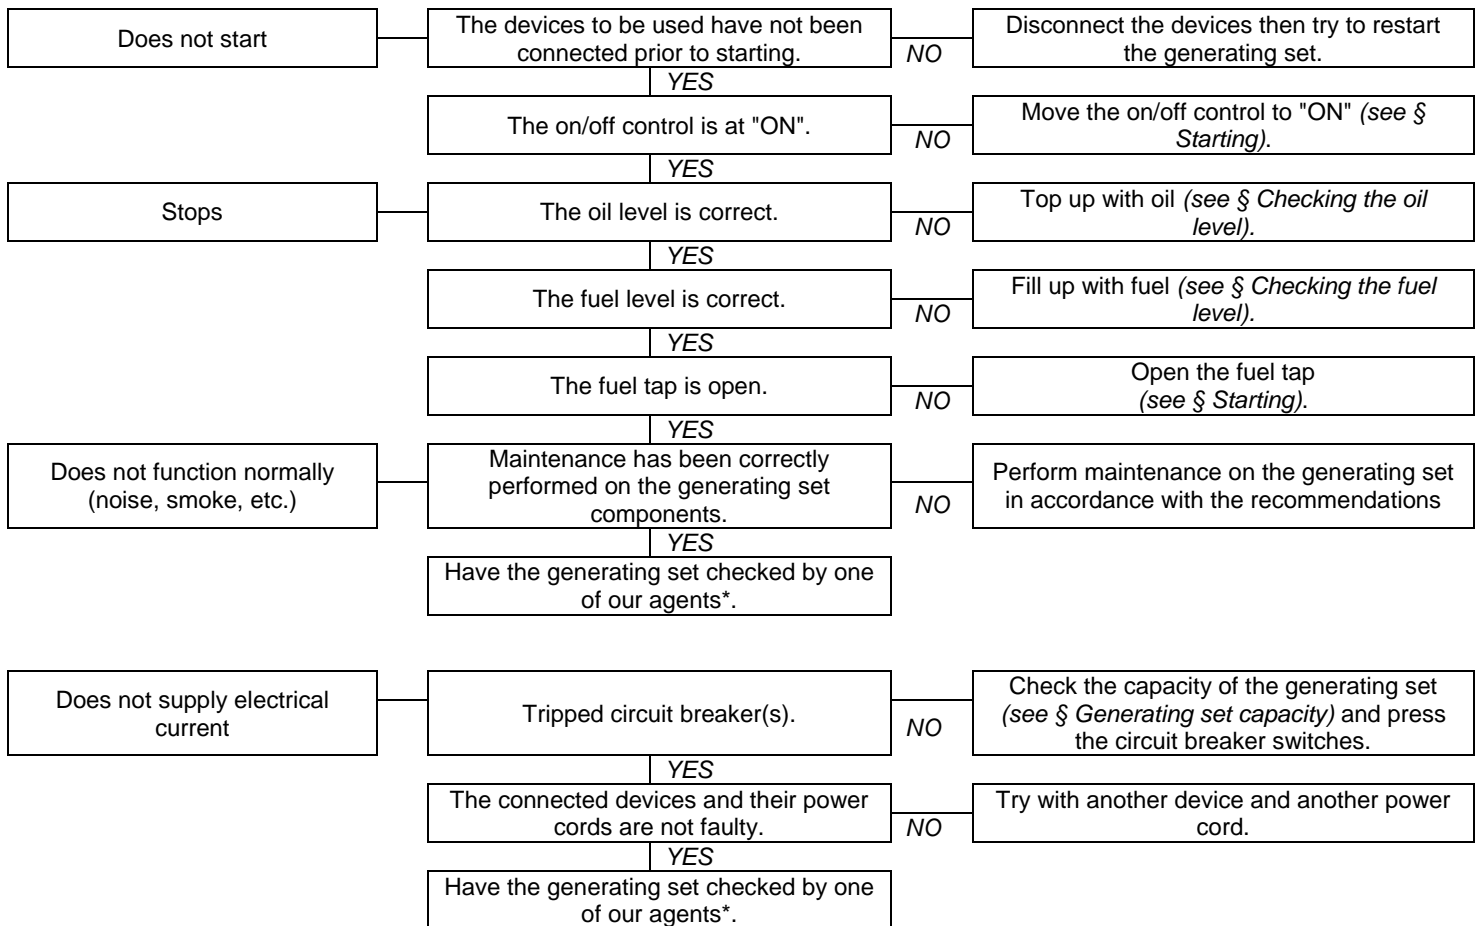 Does not start
The devices to be used have not been
connected prior to starting.
NO
Disconnect the devices then try to restart
the generating set.
YES
The on/off control is at "ON".
NO
Move the on/off control to "ON" (see §
Starting).
YES
Stops
The oil level is correct.
NO
Top up with oil (see § Checking the oil
level).
YES
The fuel level is correct.
NO
Fill up with fuel (see § Checking the fuel
level).
YES
The fuel tap is open.
NO
Open the fuel tap
(see § Starting).
YES
Does not function normally
(noise, smoke, etc.)
Maintenance has been correctly
performed on the generating set
components.
NO
Perform maintenance on the generating set
in accordance with the recommendations
YES
Have the generating set checked by one
of our agents*.
Does not supply electrical
current
Tripped circuit breaker(s).
NO
Check the capacity of the generating set
(see § Generating set capacity) and press
the circuit breaker switches.
YES
The connected devices and their power
cords are not faulty.
NO
Try with another device and another power
cord.
YES
Have the generating set checked by one
of our agents*.